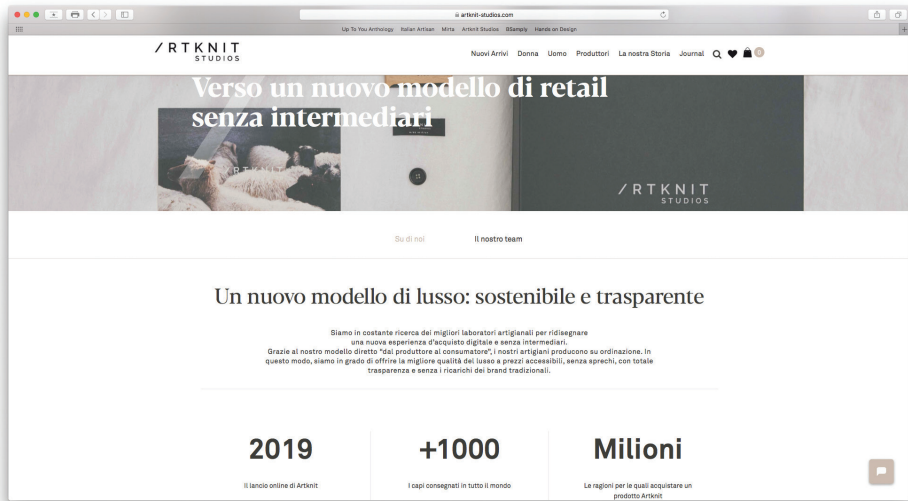 artknit-studios.com
Up To You Anthology Italian Artisan Mirta Artknit Studios BSamply Hands on Design
/RTKNIT
STUDIOS
Nuovi Arrivi Donna Uomo Produttori La nostra Storia Journal 0
Verso un nuovo modello di retail
senza intermediari
/RTKNIT
/RTKNIT
STUDIOS
Su di noi Il nostro team
Un nuovo modello di lusso: sostenibile e trasparente
Siamo in costante ricerca dei migliori laboratori artigianali per ridisegnare
una nuova esperienza d'acquisto digitale e senza intermediari.
Grazie al nostro modello diretto "dal produttore al consumatore", i nostri artigiani producono su ordinazione. In
questo modo, siamo in grado di offrire la migliore qualità del lusso a prezzi accessibili, senza sprechi, con totale
trasparenza e senza i ricarichi dei brand tradizionali.
2019 +1000 Milioni
Il lancio online di Artknit I capi consegnati in tutto il mondo Le ragioni per le quali acquistare un
prodotto Artknit